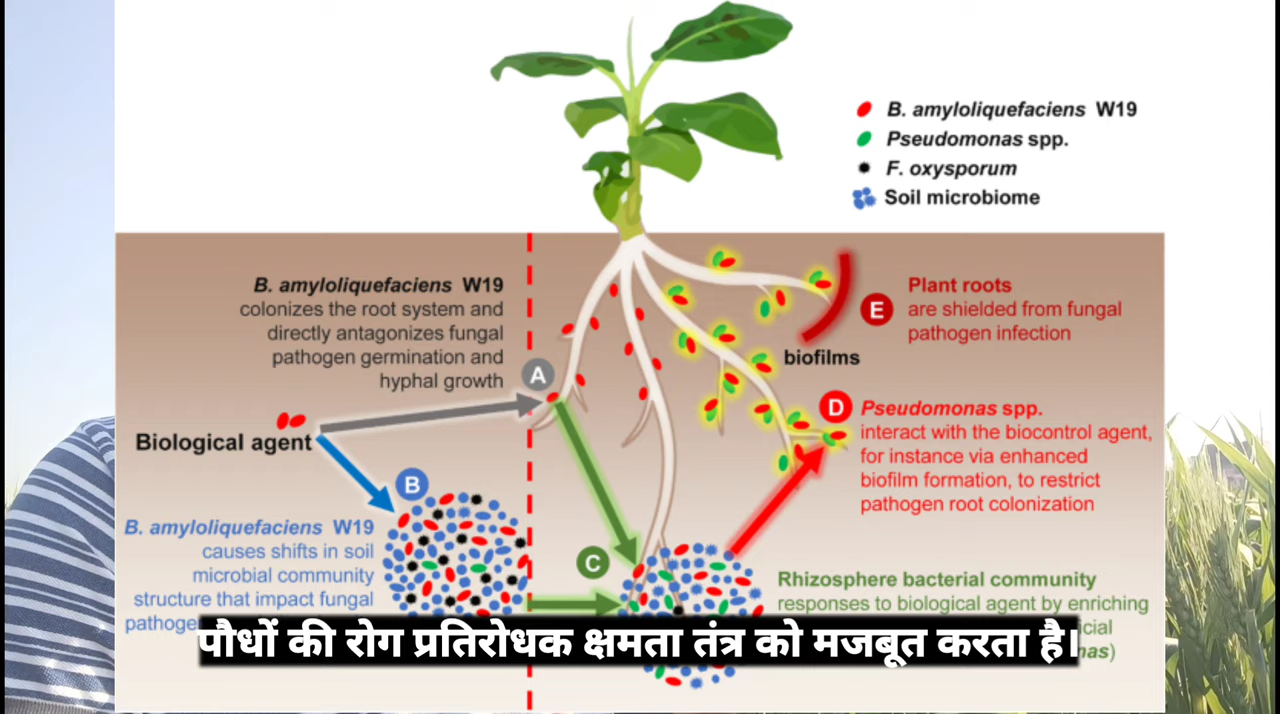 B. amyloliquefaciens W19
Pseudomonas spp.
F. oxysporum
Soil microbiome
B. amyloliquefaciens W19
colonizes the root system and
directly antagonizes fungal
pathogen germination and
hyphal growth
A
Biological agent
B
B. amyloliquefaciens W19
causes shifts in soil
microbial community
structure that impact fungal
E
Plant roots
are shielded from fungal
pathogen infection
biofilms
D
Pseudomonas spp.
interact with the biocontrol agent,
for instance via enhanced
biofilm formation, to restrict
pathogen root colonization
C
Rhizosphere bacterial community
responses to biological agent by enriching
पौधों की रोग प्रतिरोधक क्षमता तंत्र को मजबूत करता है।